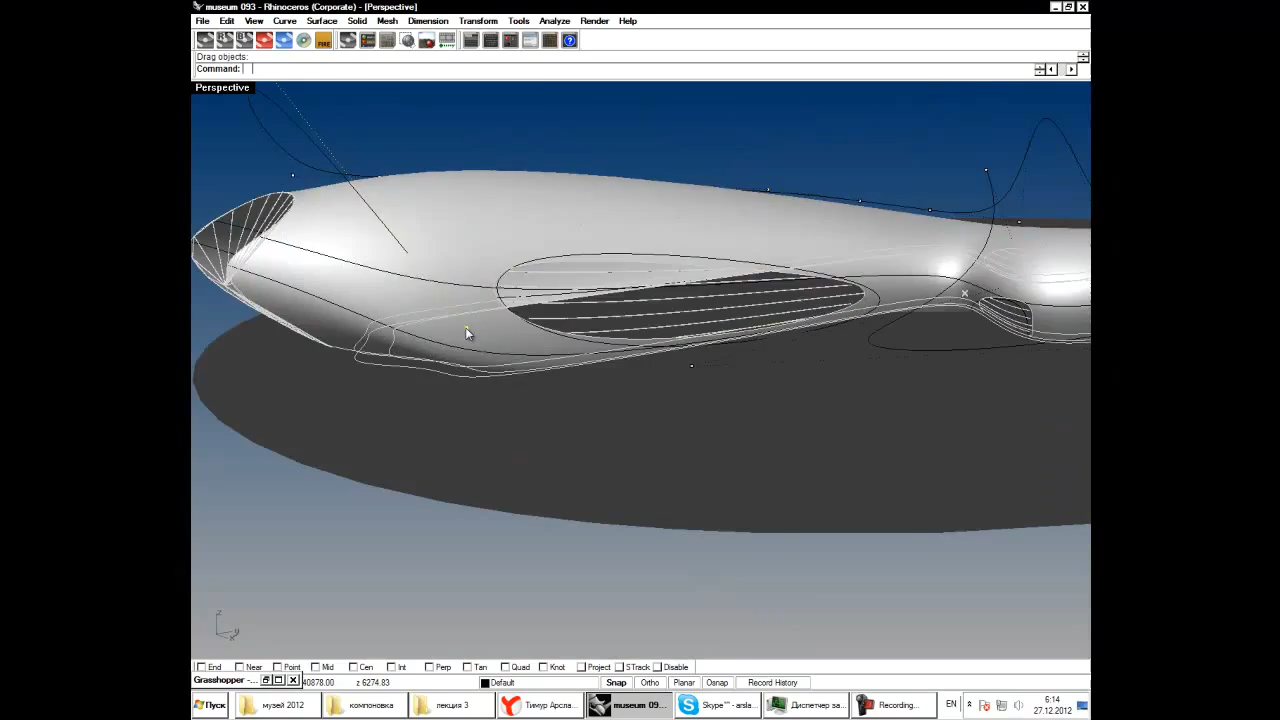 museum 093 - Rhinoceros (Corporate) - [Perspective]
File Edit View Curve Surface Solid Mesh Dimension Transform Tools Analyze Render Help
FIRE
Drag objects:
Command:
Perspective
z
y
x
End Near Point Mid Cen Int Perp Tan Quad Knot Project STrack Disable
Grasshopper -... 40878.00 z 6274.83 Default Snap Ortho Planar Osnap Record History
Пуск музей 2012 компоновка лекция 3 Тимур Арсла... museum 09... Skype™ - arsla... Диспетчер за... Recording... EN 6:14
27.12.2012